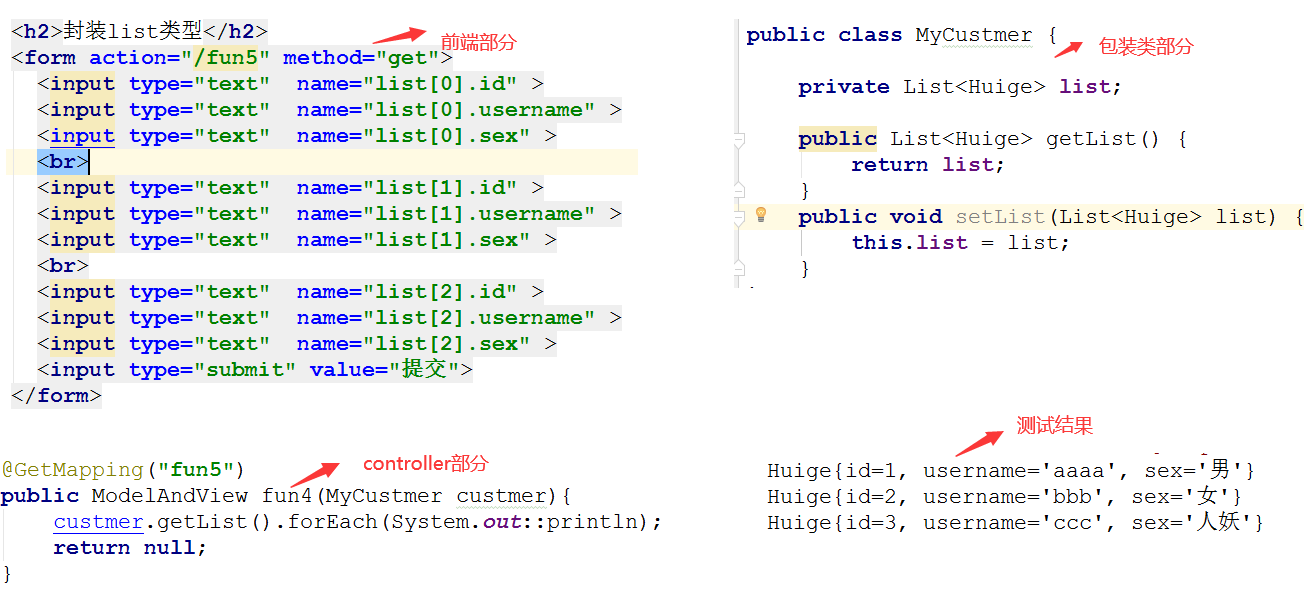 <h2>封装list类型</h2>
前端部分
<form action="/fun5" method="get">
<input type="text"  name="list[0].id" >
<input type="text"  name="list[0].username" >
<input type="text"  name="list[0].sex" >
<br>
<input type="text"  name="list[1].id" >
<input type="text"  name="list[1].username" >
<input type="text"  name="list[1].sex" >
<br>
<input type="text"  name="list[2].id" >
<input type="text"  name="list[2].username" >
<input type="text"  name="list[2].sex" >
<input type="submit" value="提交">
</form>
public class MyCustmer {
包装类部分
private List<Huige> list;
public List<Huige> getList() {
return list;
}
public void setList(List<Huige> list) {
this.list = list;
}
controller部分
@GetMapping("fun5")
public ModelAndView fun4(MyCustmer custmer){
custmer.getList().forEach(System.out::println);
return null;
}
测试结果
Huige{id=1, username='aaaa', sex='男'}
Huige{id=2, username='bbb', sex='女'}
Huige{id=3, username='ccc', sex='人妖'}